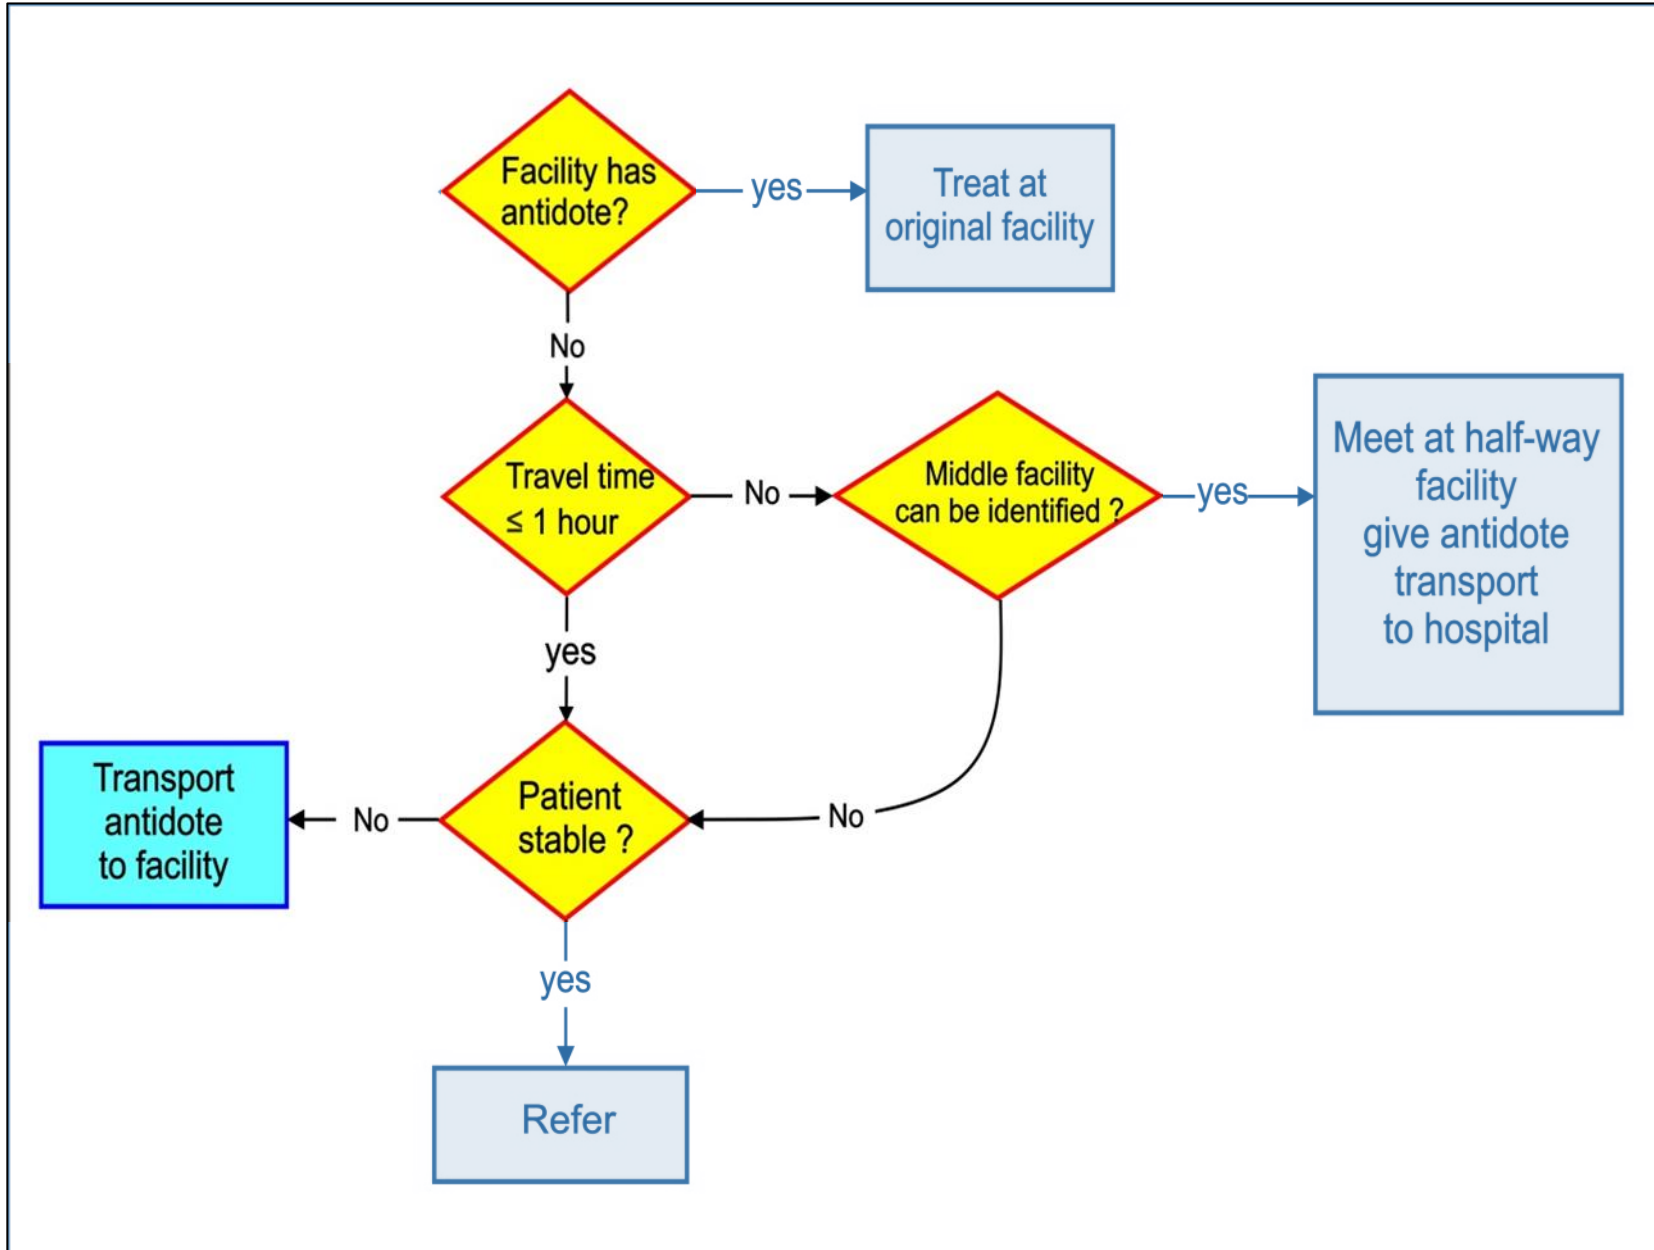 Facility has
antidote?
yes
Treat at
original facility
No
Travel time
≤ 1 hour
No
Middle facility
can be identified ?
yes
Meet at half-way
facility
give antidote
transport
to hospital
yes
Patient
stable ?
No
No
Transport
antidote
to facility
yes
Refer